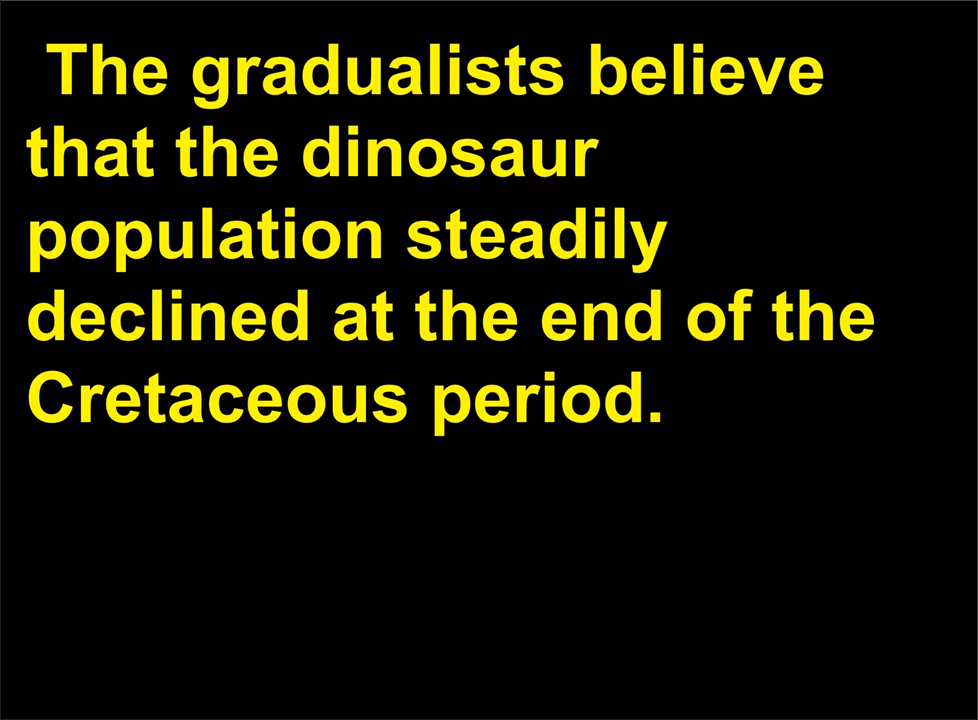 The gradualists believe
that the dinosaur
population steadily
declined at the end of the
Cretaceous period.